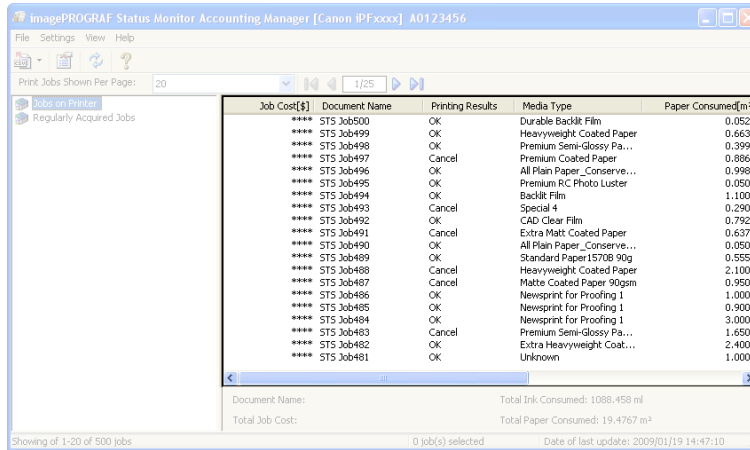 imagePROGRAF Status Monitor Accounting Manager [Canon iPFxxxx] A0123456
File Settings View Help
Print Jobs Shown Per Page: 20 1/25
Jobs on Printer
Regularly Acquired Jobs
Job Cost[$] Document Name Printing Results Media Type Paper Consumed[m²
**** STS Job500 OK Durable Backlit Film 0.052
**** STS Job499 OK Heavyweight Coated Paper 0.663
**** STS Job498 OK Premium Semi-Glossy Pa... 0.399
**** STS Job497 Cancel Premium Coated Paper 0.886
**** STS Job496 OK All Plain Paper_Conserve... 0.998
**** STS Job495 OK Premium RC Photo Luster 0.050
**** STS Job494 OK Backlit Film 1.100
**** STS Job493 Cancel Special 4 0.290
**** STS Job492 OK CAD Clear Film 0.792
**** STS Job491 Cancel Extra Matt Coated Paper 0.637
**** STS Job490 OK All Plain Paper_Conserve... 0.050
**** STS Job489 OK Standard Paper1570B 90g 0.555
**** STS Job488 Cancel Heavyweight Coated Paper 2.100
**** STS Job487 Cancel Matte Coated Paper 90gsm 0.950
**** STS Job486 OK Newsprint for Proofing 1 1.000
**** STS Job485 OK Newsprint for Proofing 1 0.900
**** STS Job484 OK Newsprint for Proofing 1 3.000
**** STS Job483 Cancel Premium Semi-Glossy Pa... 1.650
**** STS Job482 OK Extra Heavyweight Coat... 2.400
**** STS Job481 OK Unknown 1.000
Document Name: Total Ink Consumed: 1088.458 ml
Total Job Cost: Total Paper Consumed: 19.4767 m²
Showing of 1-20 of 500 jobs 0 job(s) selected Date of last update: 2009/01/19 14:47:10